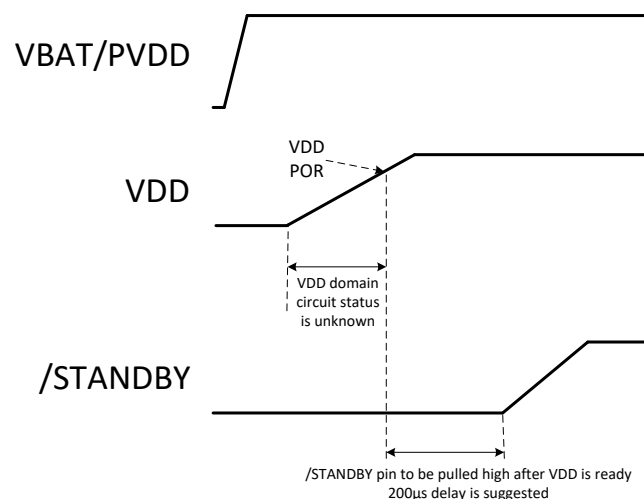 VBAT/PVDD
VDD
POR
VDD
VDD domain
circuit status
is unknown
/STANDBY
/STANDBY pin to be pulled high after VDD is ready
200µs delay is suggested